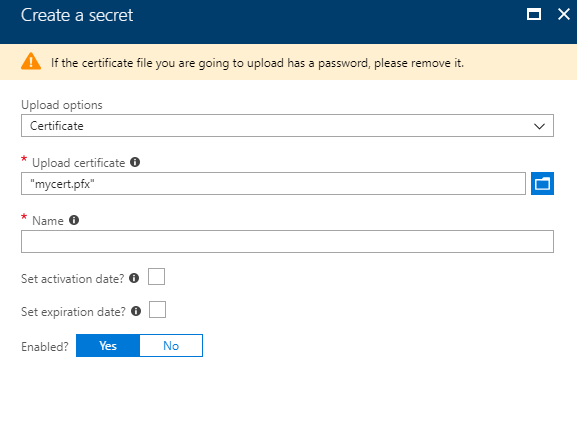 Create a secret
If the certificate file you are going to upload has a password, please remove it.
Upload options
Certificate
* Upload certificate
"mycert.pfx"
* Name
Set activation date?
Set expiration date?
Enabled? Yes No